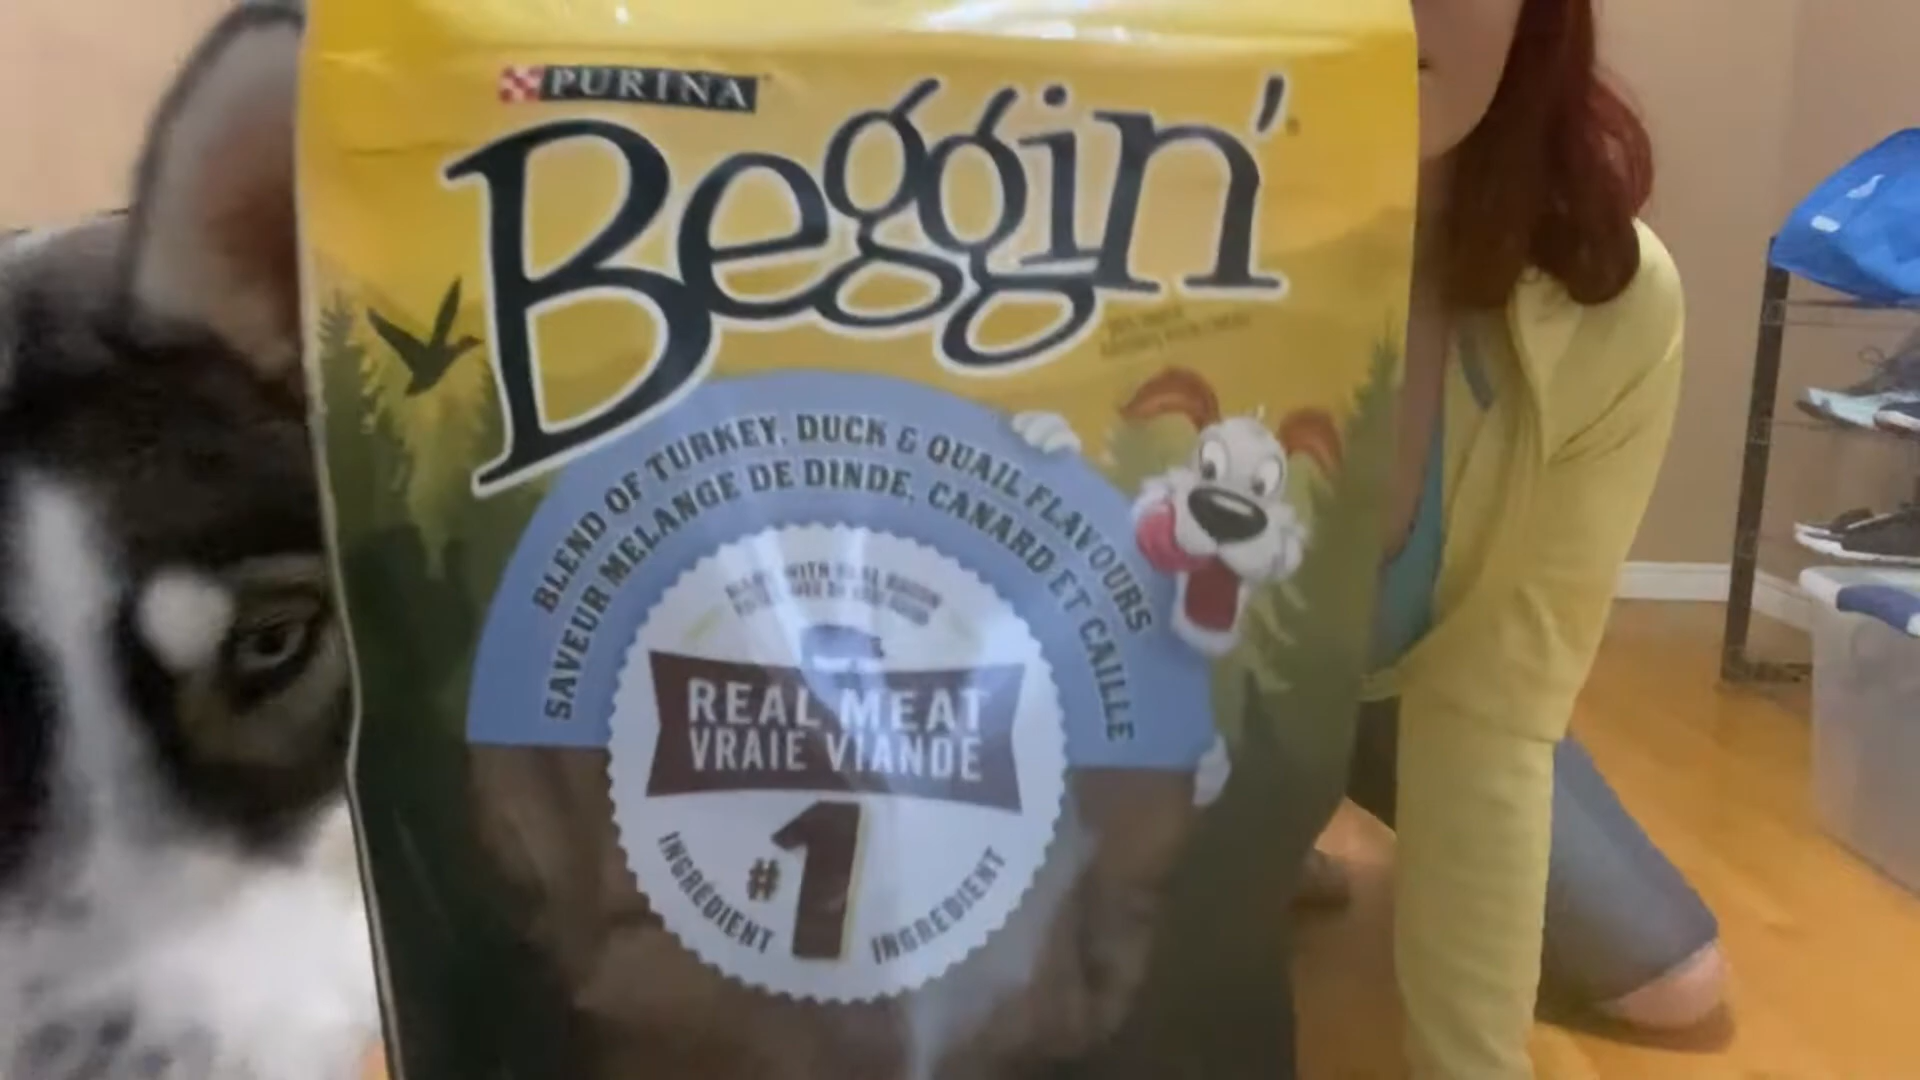 PURINA
Beggin'
BLEND OF TURKEY, DUCK & QUAIL FLAVOURS
SAVEUR MELANGE DE DINDE, CANARD ET CAILLE
REAL MEAT
VRAIE VIANDE
#1
INGRÉDIENT INGREDIENT